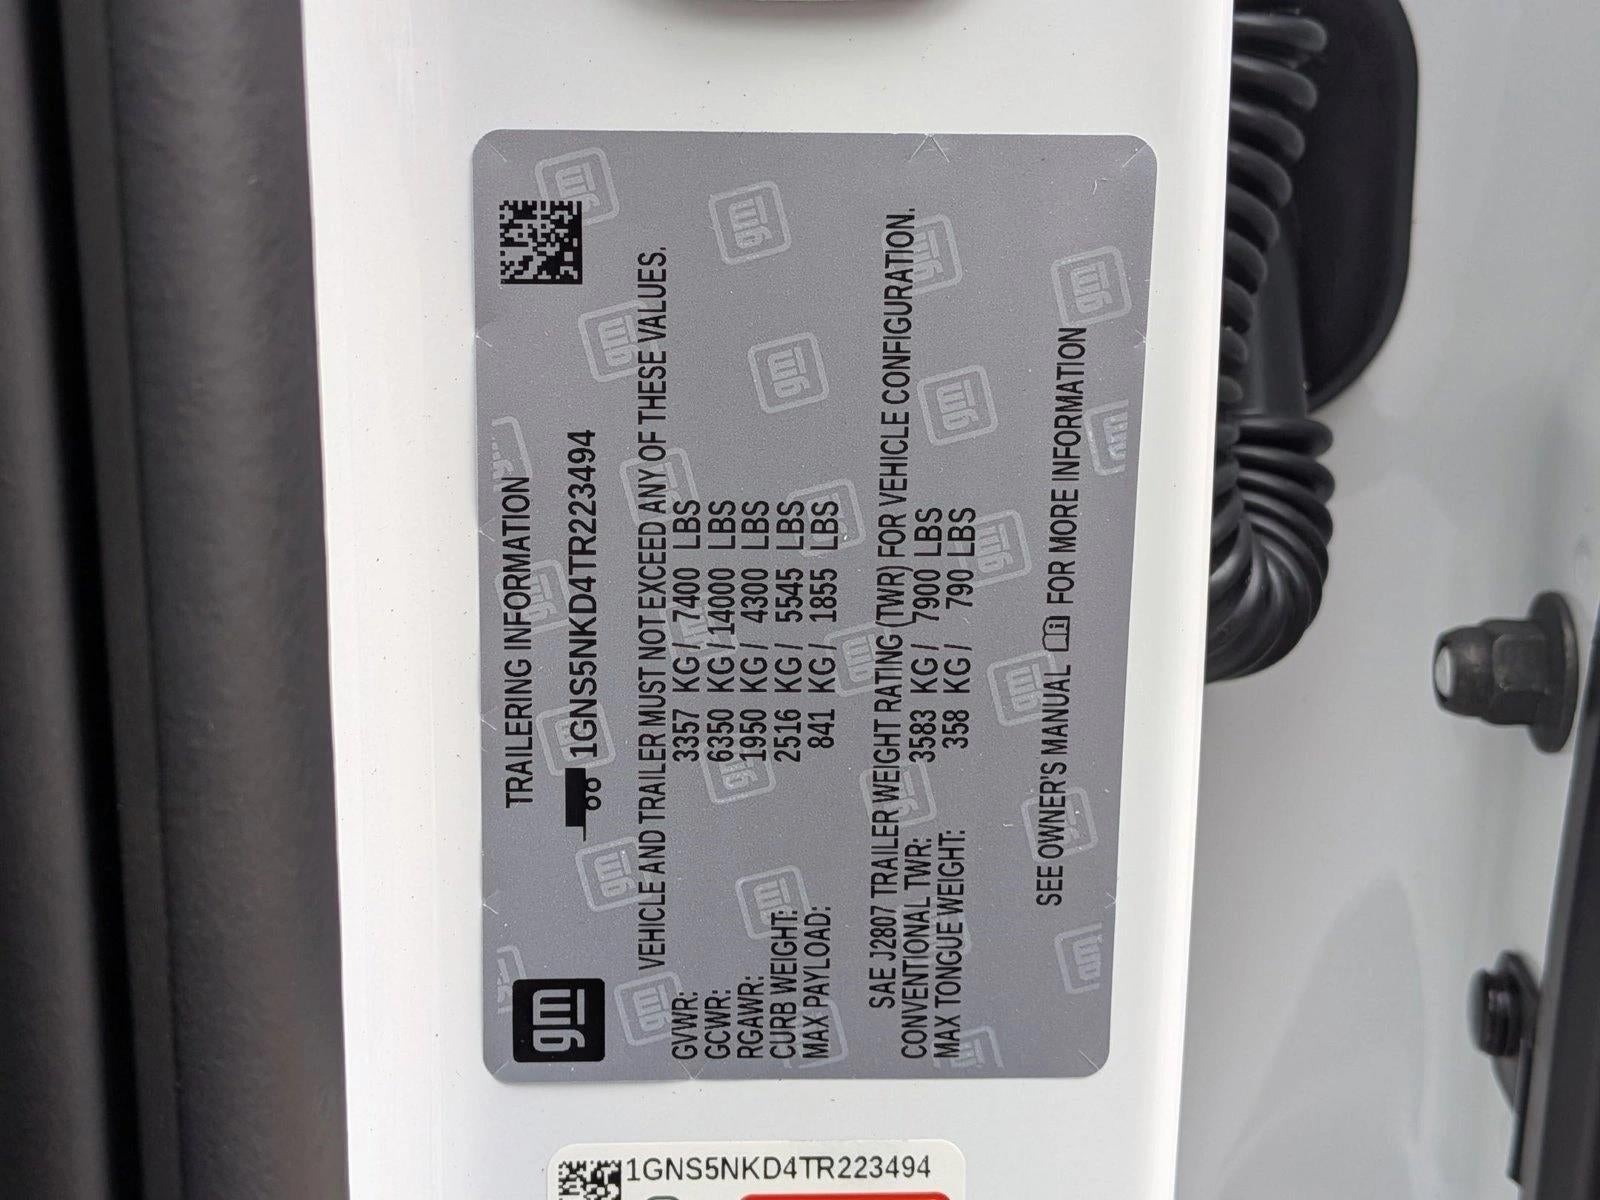 gm
TRAILERING INFORMATION
1GNS5NKD4TR223494
VEHICLE AND TRAILER MUST NOT EXCEED ANY OF THESE VALUES.
GVWR: 3357 KG / 7400 LBS
GCWR: 6350 KG /14000 LBS
RGAWR: 1950 KG / 4300 LBS
CURB WEIGHT: 2516 KG / 5545 LBS
MAX PAYLOAD: 841 KG / 1855 LBS
SAE J2807 TRAILER WEIGHT RATING (TWR) FOR VEHICLE CONFIGURATION.
CONVENTIONAL TWR: 3583 KG / 7900 LBS
MAX TONGUE WEIGHT: 358 KG / 790 LBS
SEE OWNER'S MANUAL FOR MORE INFORMATION
1GNS5NKD4TR223494